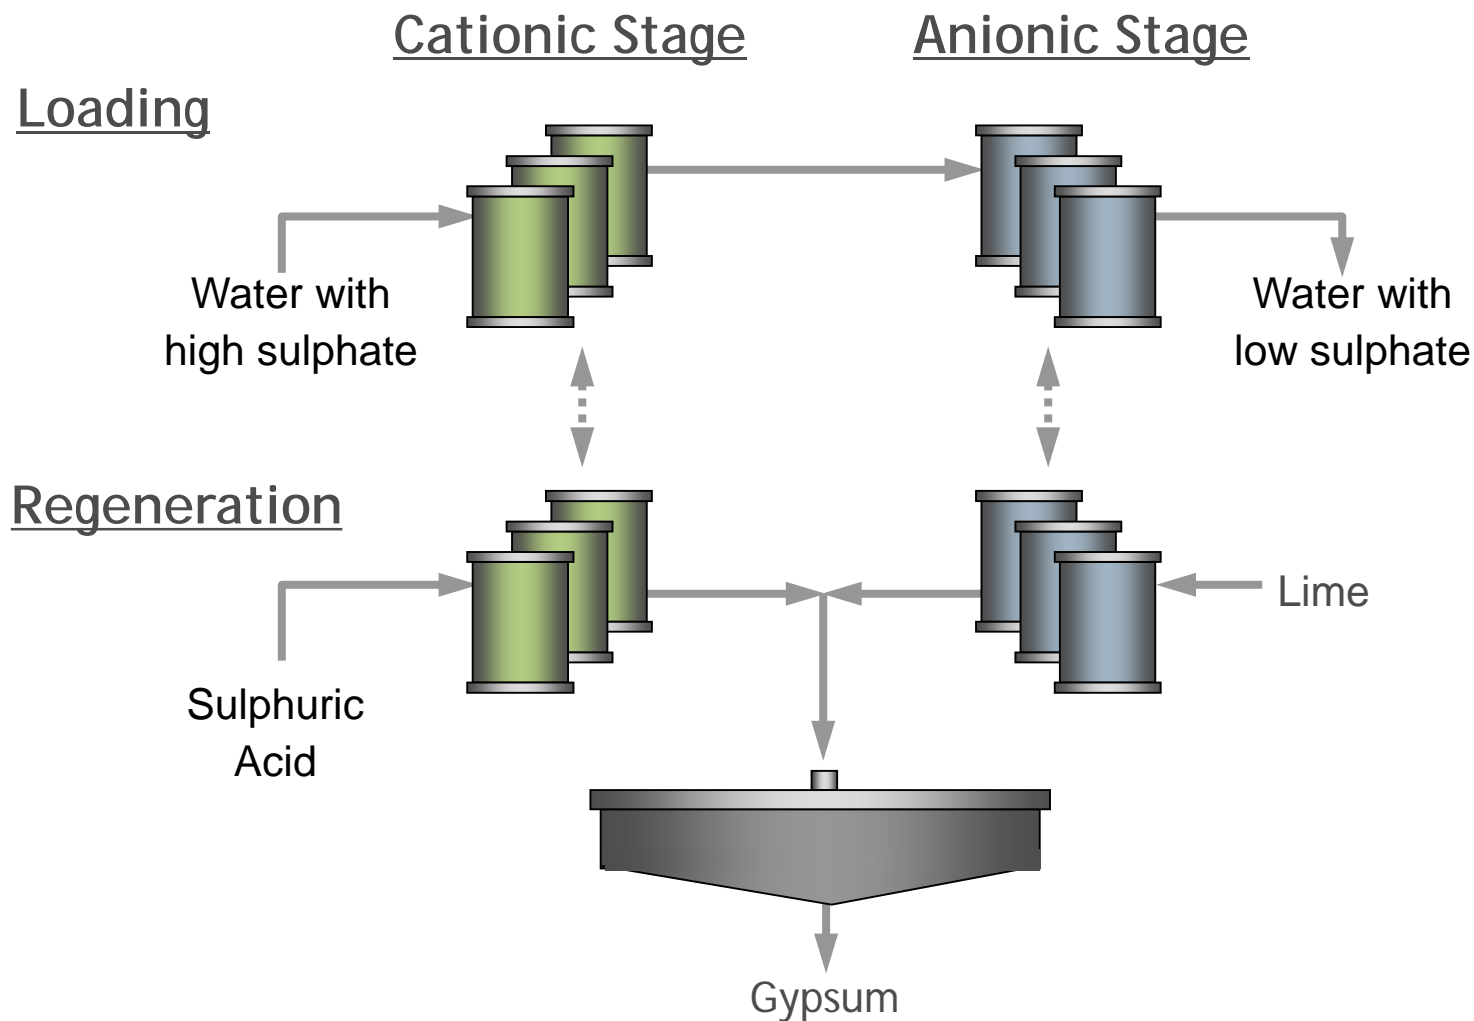 Cationic Stage
Anionic Stage
Loading
Water with
high sulphate
Water with
low sulphate
Regeneration
Lime
Sulphuric
Acid
Gypsum